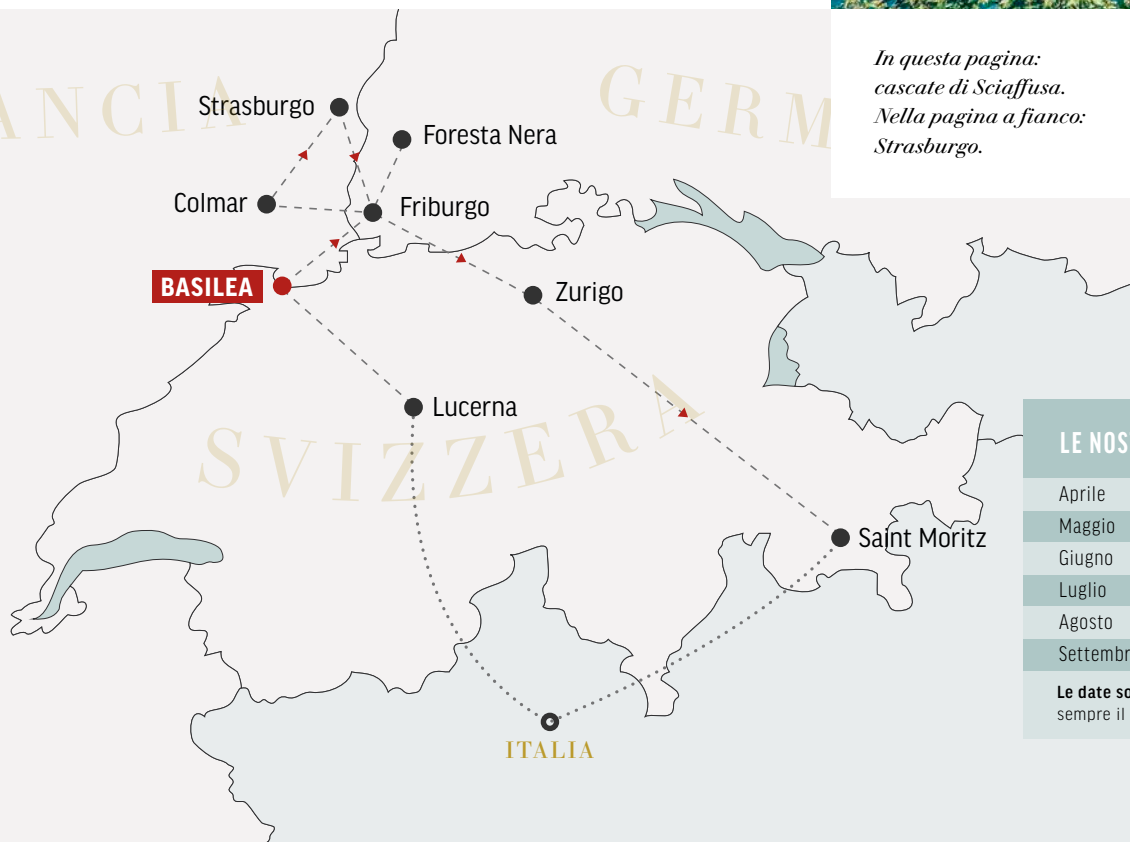 In questa pagina:
cascate di Sciaffusa.
Nella pagina a fianco:
Strasburgo.
ANCIA
GERM
Strasburgo
Foresta Nera
Colmar
Friburgo
BASILEA
Zurigo
Lucerna
SVIZZERA
Saint Moritz
ITALIA
LE NOS
Aprile
Maggio
Giugno
Luglio
Agosto
Settembr
Le date so
sempre il